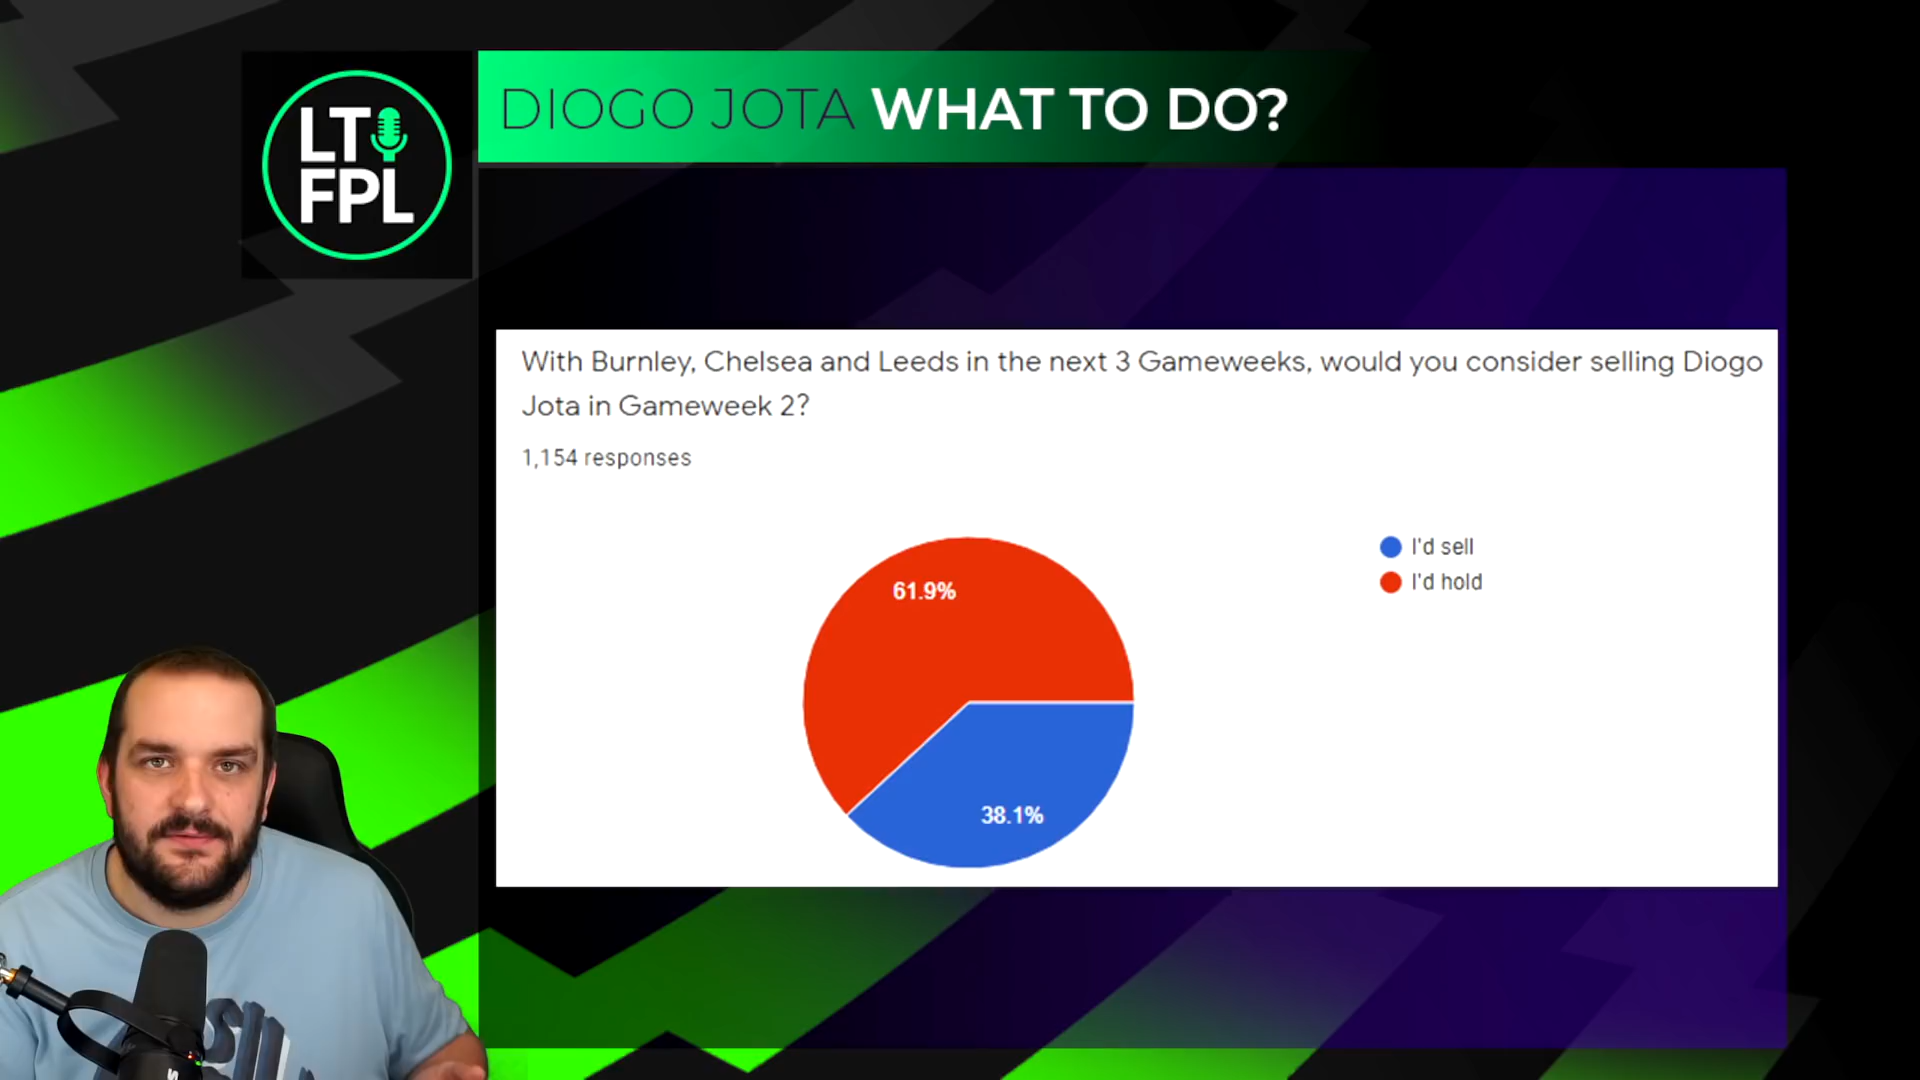 LT
FPL
DIOGO JOTA WHAT TO DO?
With Burnley, Chelsea and Leeds in the next 3 Gameweeks, would you consider selling Diogo
Jota in Gameweek 2?
1,154 responses
I'd sell
I'd hold
61.9%
38.1%